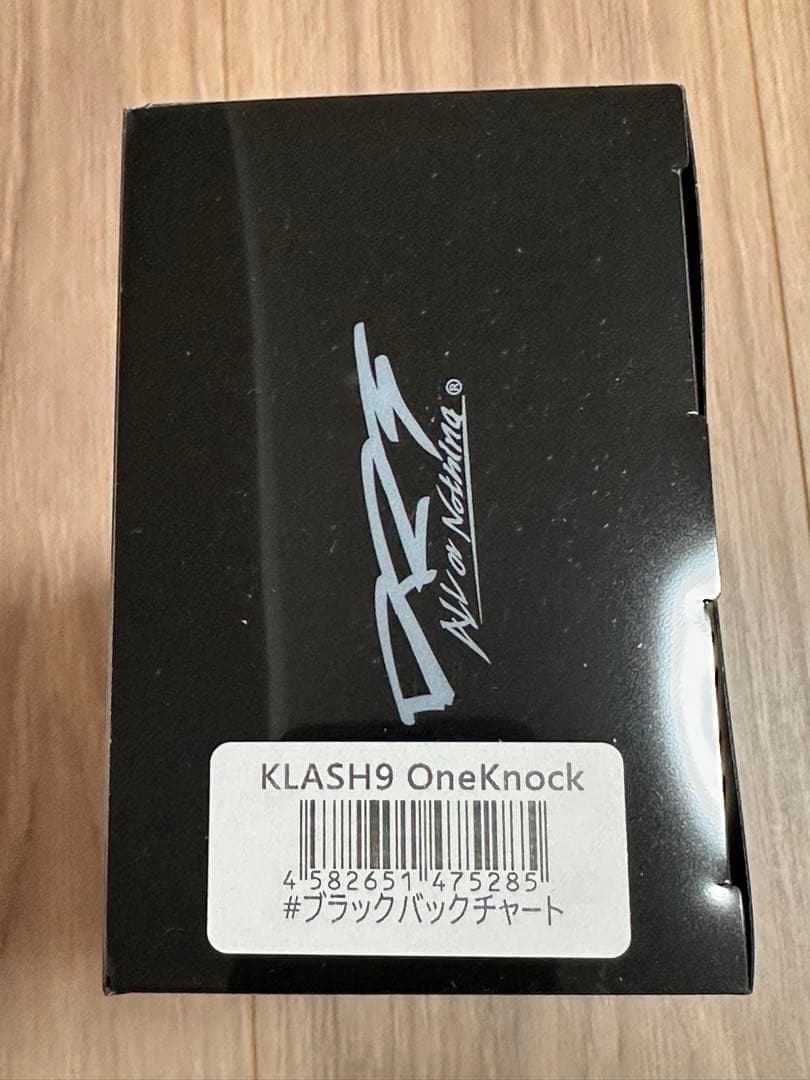 DRT
All or Nothing®
KLASH9 OneKnock
4 582651 475285
#ブラックバックチャート